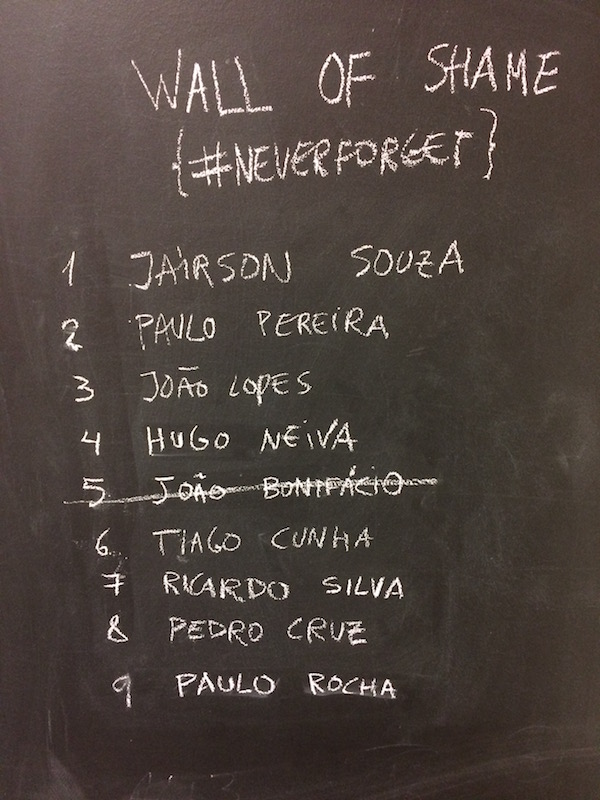 WALL OF SHAME
{#NEVERFORGET}
1 JAIRSON SOUZA
2 PAULO PEREIRA
3 JOÃO LOPES
4 HUGO NEIVA
5 JOÃO BONIFÁCIO
6 TIAGO CUNHA
7 RICARDO SILVA
8 PEDRO CRUZ
9 PAULO ROCHA